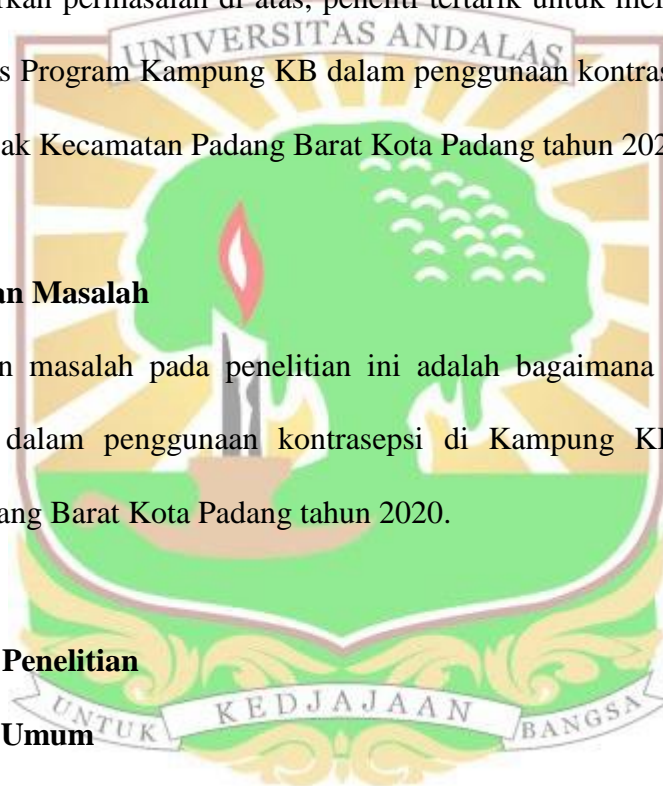 rkan permasalah di atas, peneliti tertarik untuk
UNIVERSITAS ANDALAS
s Program Kampung KB dalam penggunaan kontras
ak Kecamatan Padang Barat Kota Padang tahun 202
an Masalah
n masalah pada penelitian ini adalah bagaimana
dalam penggunaan kontrasepsi di Kampung
ang Barat Kota Padang tahun 2020.
Penelitian
UNTUK KEDJAJAAN BANGSA
Umum